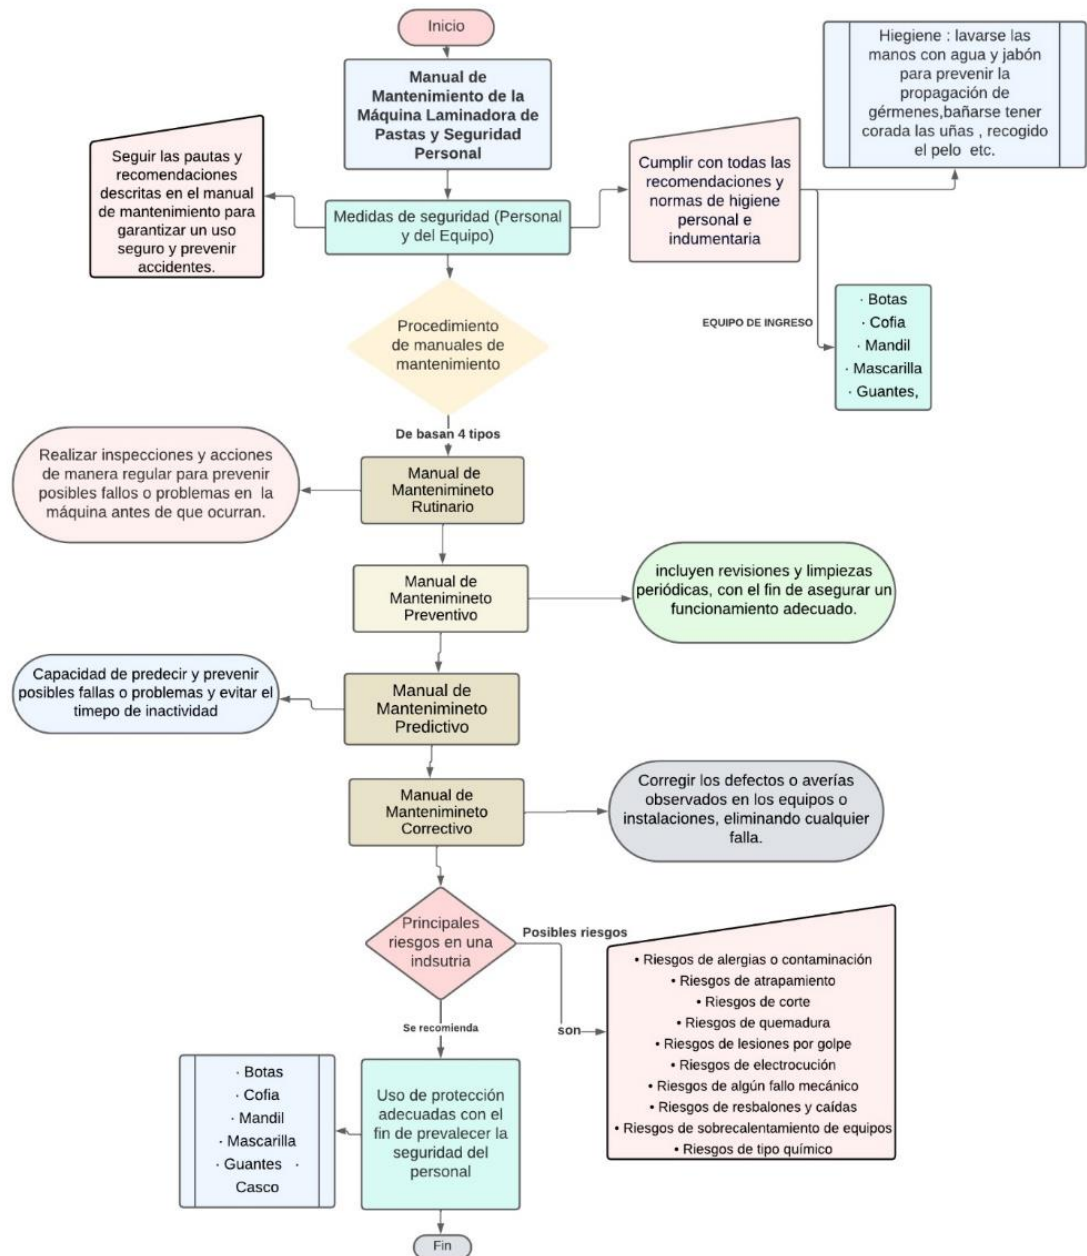 Inicio
Manual de
Mantenimiento de la
Máquina Laminadora de
Pastas y Seguridad
Personal
Hiegiene : lavarse las
manos con agua y jabón
para prevenir la
propagación de
gérmenes,bañarse tener
corada las uñas , recogido
el pelo etc.
Seguir las pautas y
recomendaciones
descritas en el manual
de mantenimiento para
garantizar un uso
seguro y prevenir
accidentes.
Medidas de seguridad (Personal
y del Equipo)
Cumplir con todas las
recomendaciones y
normas de higiene
personal e
indumentaria
EQUIPO DE INGRESO
· Botas
· Cofia
· Mandil
· Mascarilla
· Guantes,
Procedimiento
de manuales de
mantenimiento
De basan 4 tipos
Realizar inspecciones y acciones
de manera regular para prevenir
posibles fallos o problemas en la
máquina antes de que ocurran.
Manual de
Mantenimineto
Rutinario
Manual de
Mantenimineto
Preventivo
incluyen revisiones y limpiezas
periódicas, con el fin de asegurar un
funcionamiento adecuado.
Capacidad de predecir y prevenir
posibles fallas o problemas y evitar el
timepo de inactividad
Manual de
Mantenimineto
Predictivo
Manual de
Mantenimineto
Correctivo
Corregir los defectos o averías
observados en los equipos o
instalaciones, eliminando cualquier
falla.
Principales
riesgos en una
indsutria
Posibles riesgos
son
• Riesgos de alergias o contaminación
• Riesgos de atrapamiento
• Riesgos de corte
• Riesgos de quemadura
• Riesgos de lesiones por golpe
• Riesgos de electrocución
• Riesgos de algún fallo mecánico
• Riesgos de resbalones y caídas
• Riesgos de sobrecalentamiento de equipos
• Riesgos de tipo químico
Se recomienda
Uso de protección
adecuadas con el
fin de prevalecer la
seguridad del
personal
· Botas
· Cofia
· Mandil
· Mascarilla
· Guantes ·
Casco
Fin